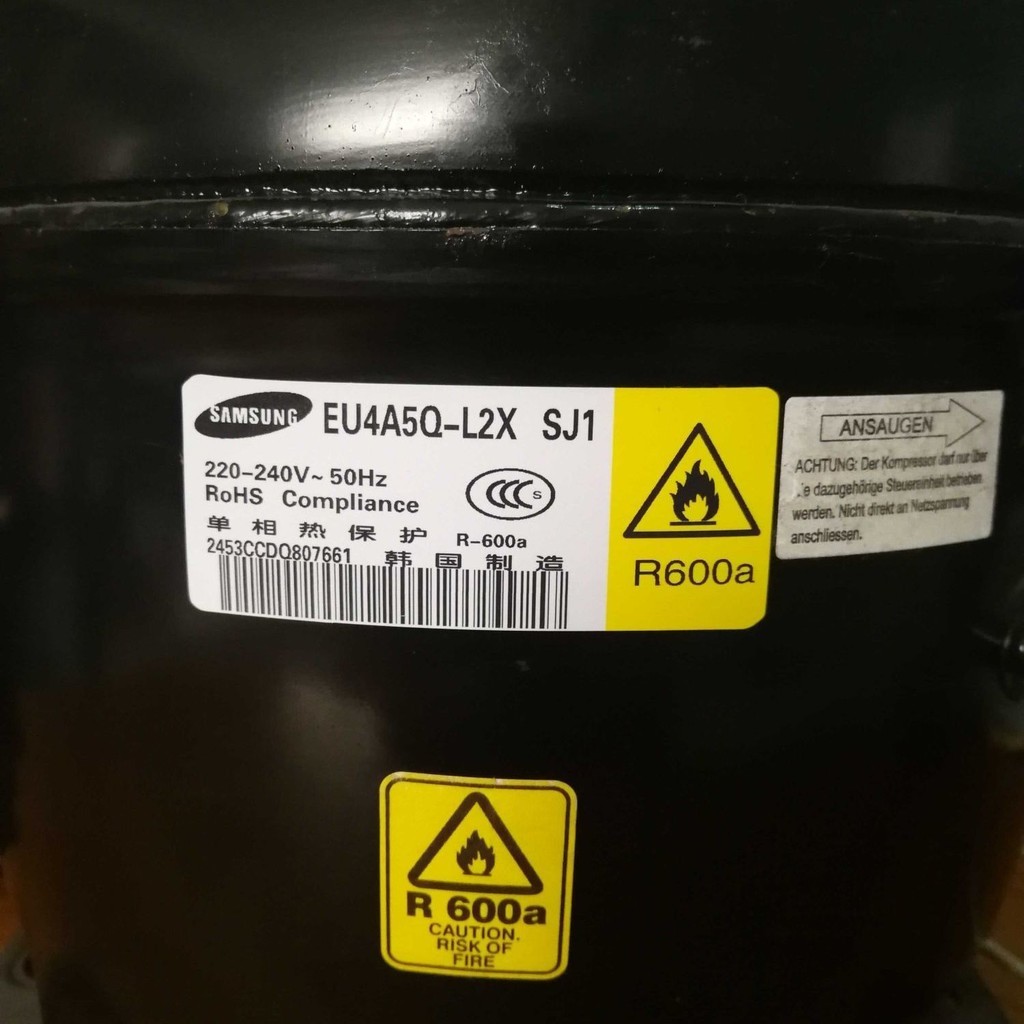 SAMSUNG EU4A5Q-L2X SJ1
220-240V~50Hz
RoHS Compliance
CCC S
单相热保护 R-600a
2453CCDQ807661 韩国制造
R600a
ANSAUGEN
ACHTUNG: Der Kompressor darf nur über
die dazugehörige Steuereinheit betrieben
werden. Nicht direkt an Netzspannung
anschliessen.
R 600a
CAUTION.
RISK OF
FIRE